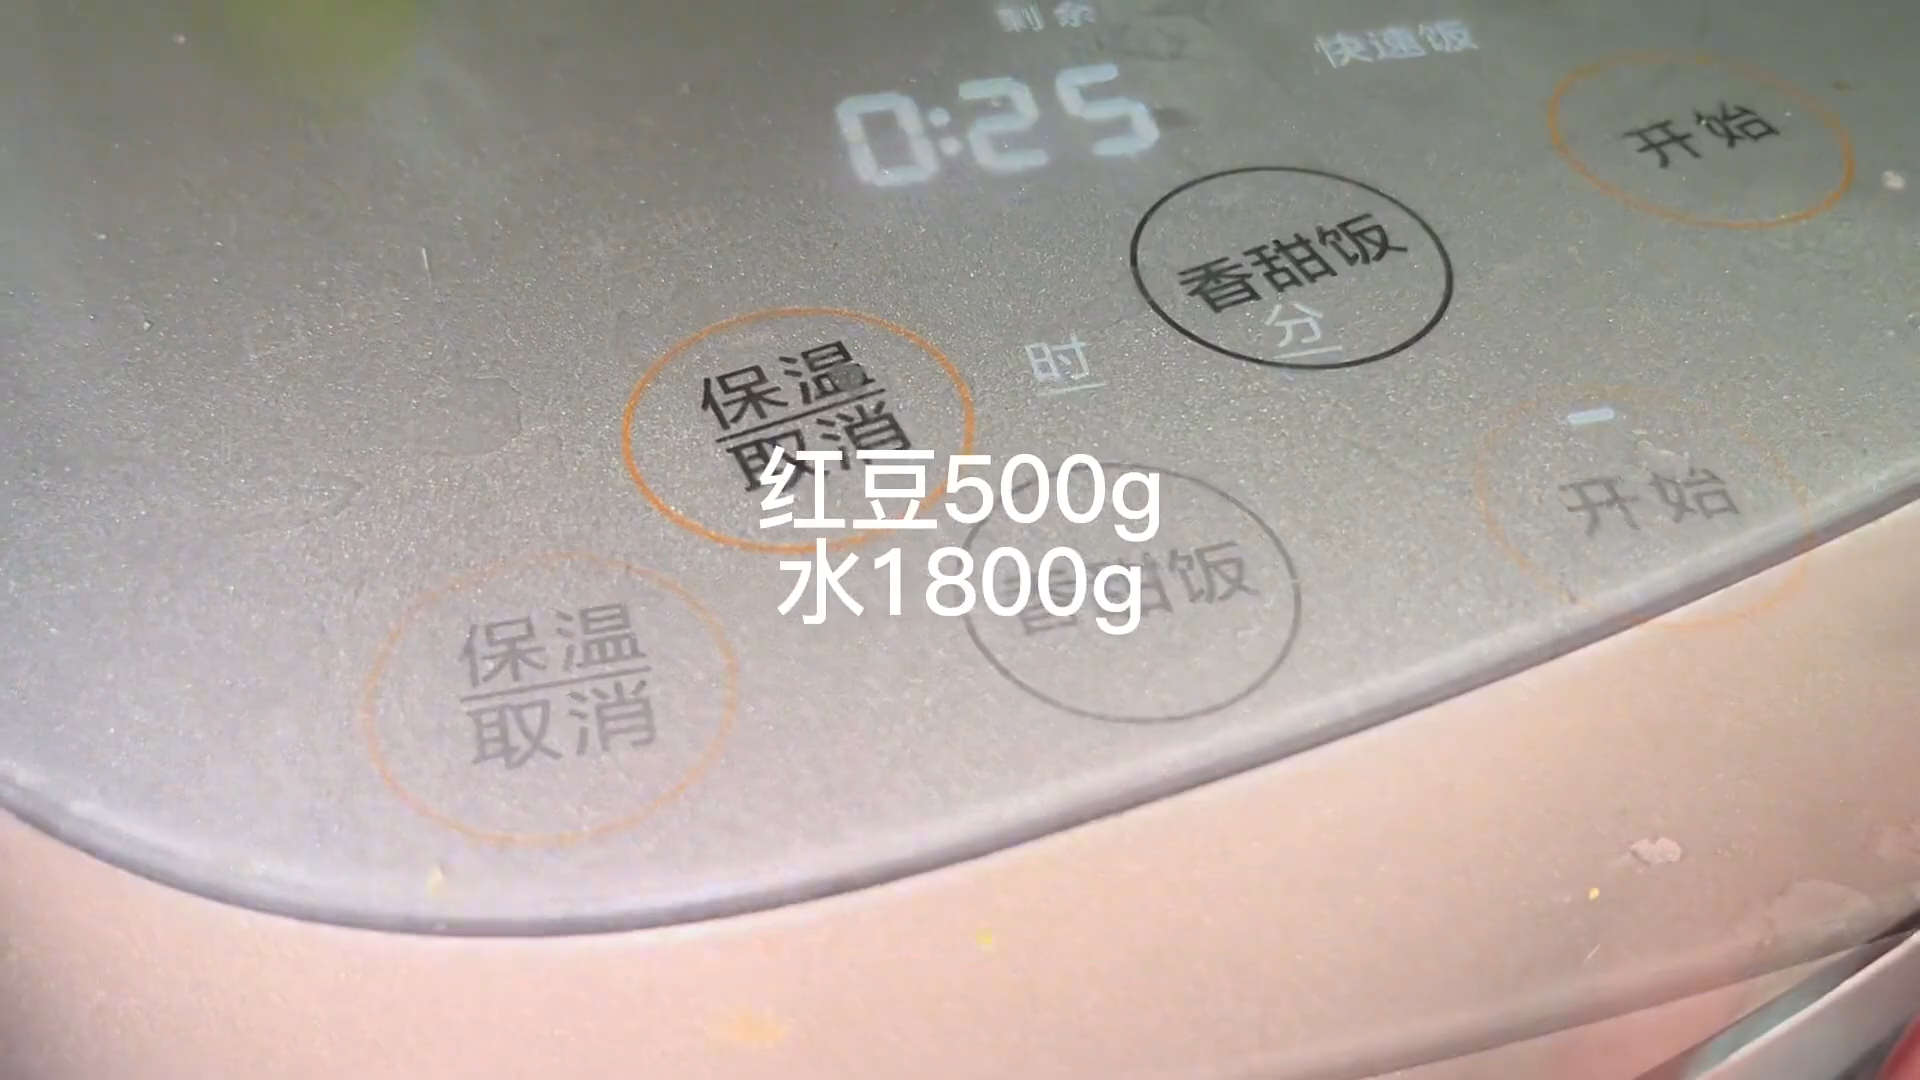 剩余
快速饭
0:25
开始
香甜饭
分
时
保温
取消
红豆500g
水1800g
开始
香甜饭
保温
取消